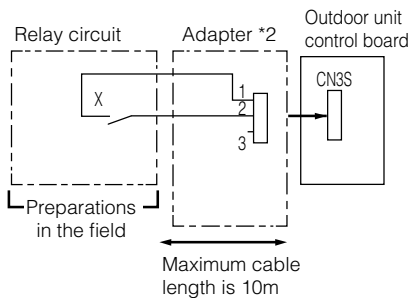 Outdoor unit
control board
Relay circuit
Adapter *2
CN3S
X
1
2
3
Preparations
in the field
Maximum cable
length is 10m